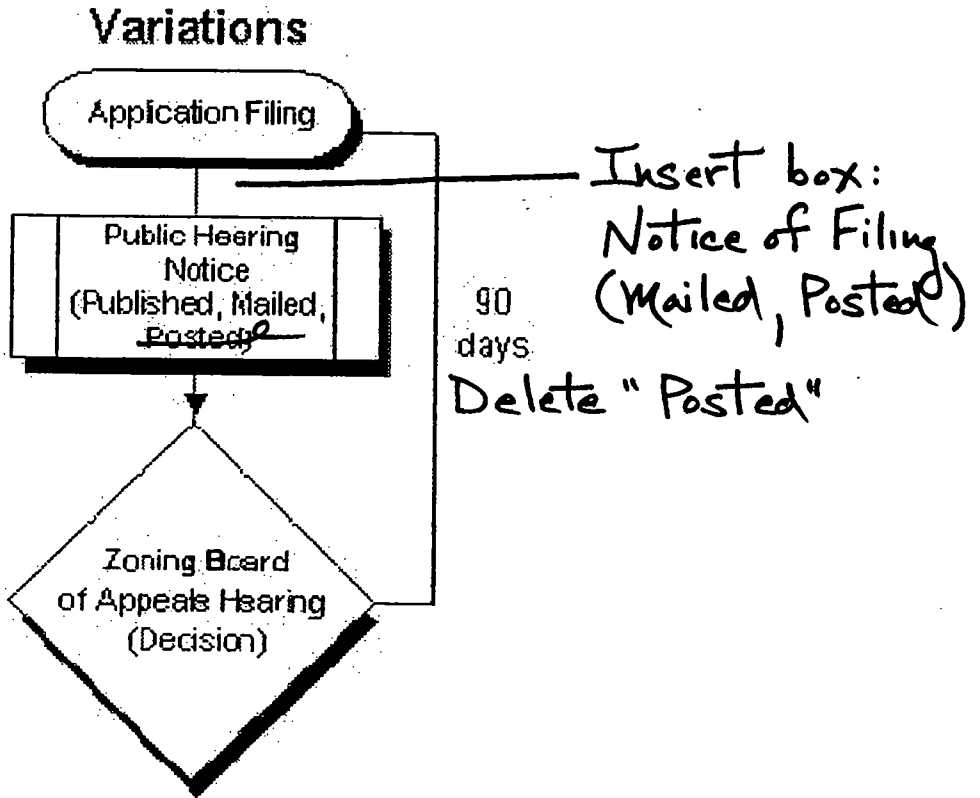 Variations
Application Filing
Insert box:
Notice of Filing
(Mailed, Posted)
Public Hearing
Notice
(Published, Mailed,
Posted)
90
days
Delete "Posted"
Zoning Board
of Appeals Hearing
(Decision)